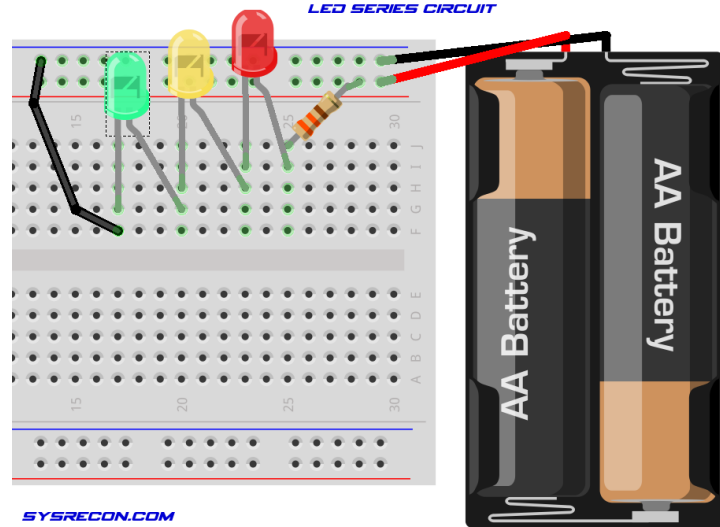 LED SERIES CIRCUIT
15
20
25
30
J
I
H
G
F
E
D
C
B
A
15
20
25
30
AA Battery
AA Battery
SYSRECON.COM